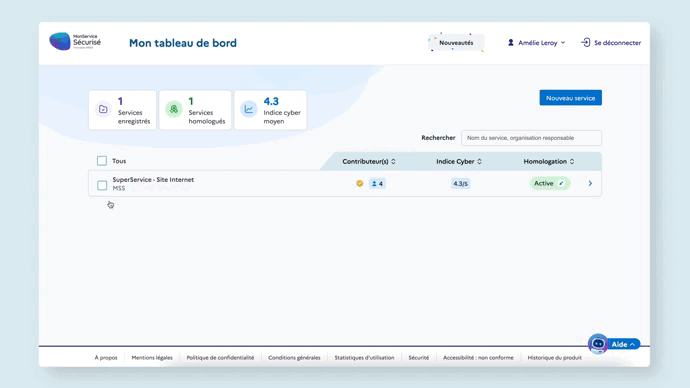 MonService
Sécurisé
Mon tableau de bord
Nouveautés
Amélie Leroy
Se déconnecter
1
Services
enregistrés
1
Services
homologués
4.3
Indice cyber
moyen
Nouveau service
Rechercher
Nom du service, organisation responsable
Tous
Contributeur(s)
Indice Cyber
Homologation
SuperService - Site Internet
MSS
4
4.3/5
Active
Aide
À propos
Mentions légales
Politique de confidentialité
Conditions générales
Statistiques d'utilisation
Sécurité
Accessibilité : non conforme
Historique du produit